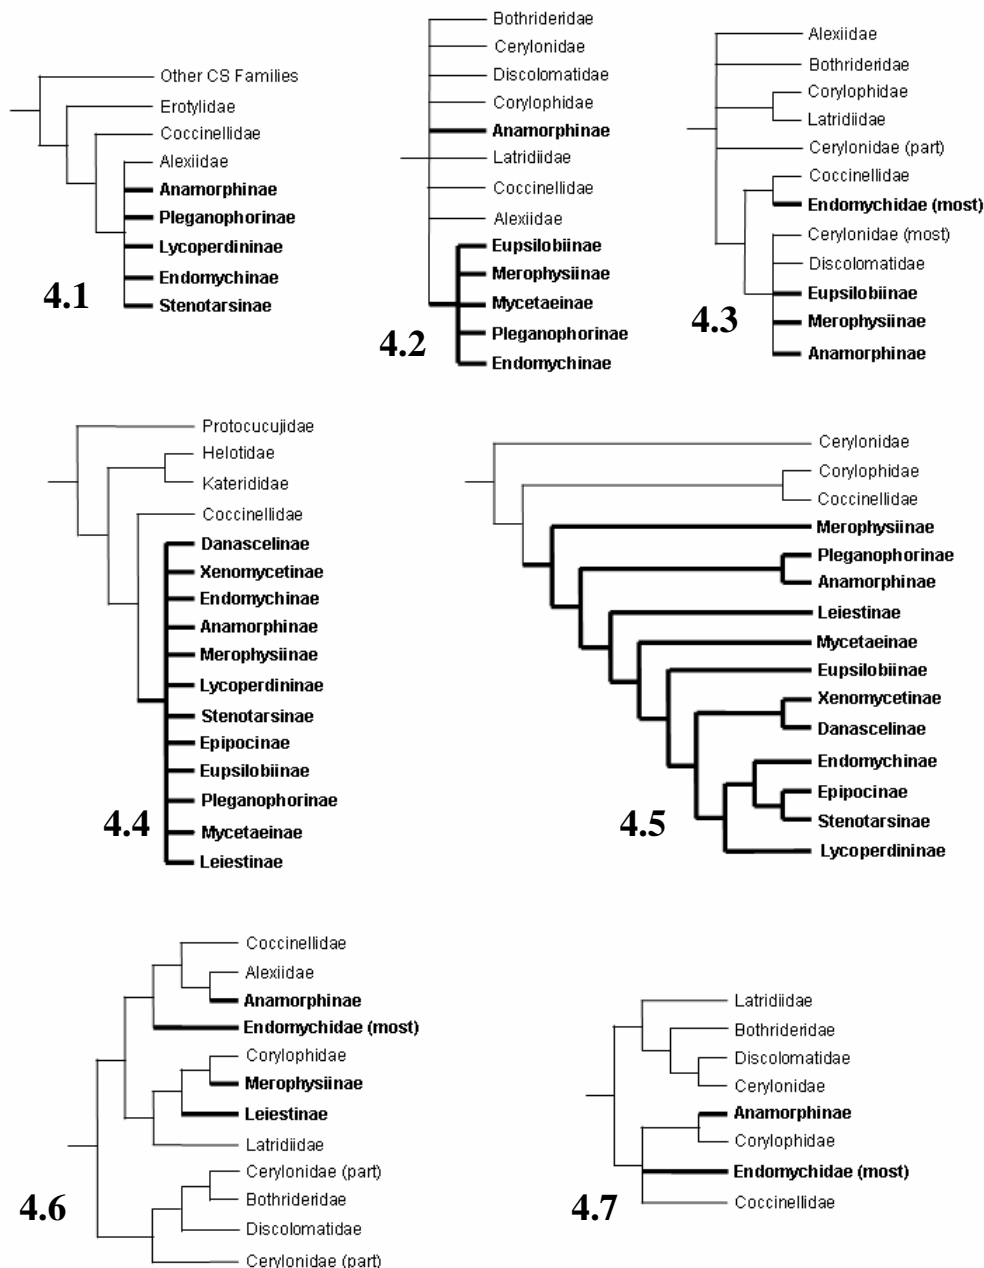 Other CS Families
Erotylidae
Coccinellidae
Alexiidae
Anamorphinae
Pleganophorinae
Lycoperdininae
Endomychinae
Stenotarsinae
4.1
Bothrideridae
Cerylonidae
Discolomatidae
Corylophidae
Anamorphinae
Latridiidae
Coccinellidae
Alexiidae
Eupsilobiinae
Merophysiinae
Mycetaeinae
Pleganophorinae
Endomychinae
4.2
Alexiidae
Bothrideridae
Corylophidae
Latridiidae
Cerylonidae (part)
Coccinellidae
Endomychidae (most)
Cerylonidae (most)
Discolomatidae
Eupsilobiinae
Merophysiinae
Anamorphinae
4.3
Protocucujidae
Helotidae
Katerididae
Coccinellidae
Danascelinae
Xenomycetinae
Endomychinae
Anamorphinae
Merophysiinae
Lycoperdininae
Stenotarsinae
Epipocinae
Eupsilobiinae
Pleganophorinae
Mycetaeinae
Leiestinae
4.4
Cerylonidae
Corylophidae
Coccinellidae
Merophysiinae
Pleganophorinae
Anamorphinae
Leiestinae
Mycetaeinae
Eupsilobiinae
Xenomycetinae
Danascelinae
Endomychinae
Epipocinae
Stenotarsinae
Lycoperdininae
4.5
Coccinellidae
Alexiidae
Anamorphinae
Endomychidae (most)
Corylophidae
Merophysiinae
Leiestinae
Latridiidae
Cerylonidae (part)
Bothrideridae
Discolomatidae
Cerylonidae (part)
4.6
Latridiidae
Bothrideridae
Discolomatidae
Cerylonidae
Anamorphinae
Corylophidae
Endomychidae (most)
Coccinellidae
4.7